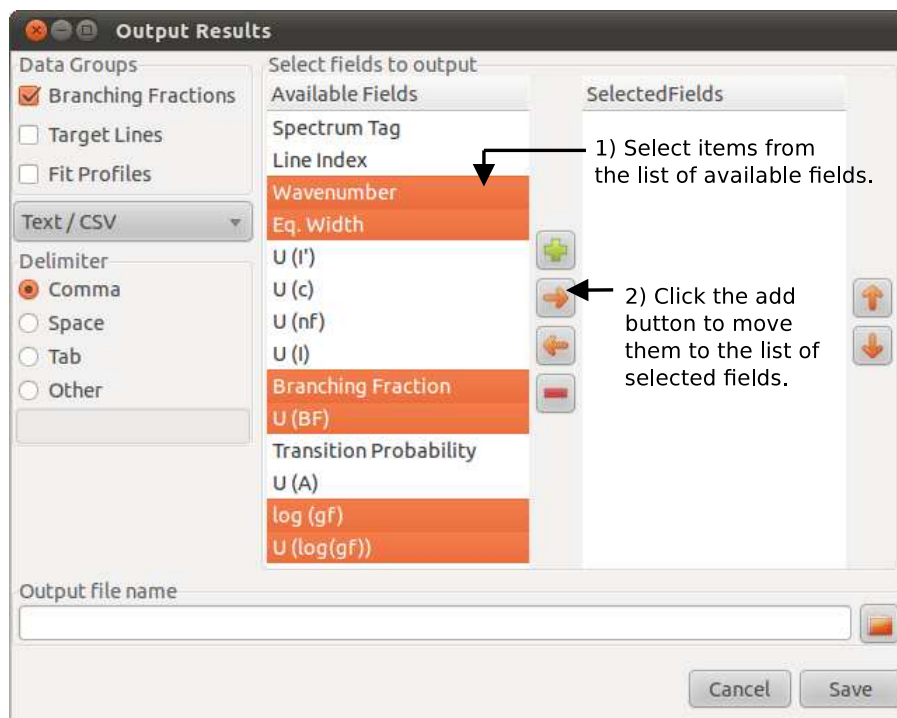 Output Results
Data Groups
Branching Fractions
Target Lines
Fit Profiles
Text / CSV
Delimiter
Comma
Space
Tab
Other
Select fields to output
Available Fields
Spectrum Tag
Line Index
Wavenumber
Eq. Width
U (I')
U (c)
U (nf)
U (I)
Branching Fraction
U (BF)
Transition Probability
U (A)
log (gf)
U (log(gf))
SelectedFields
1) Select items from
the list of available fields.
2) Click the add
button to move
them to the list of
selected fields.
Output file name
Cancel
Save